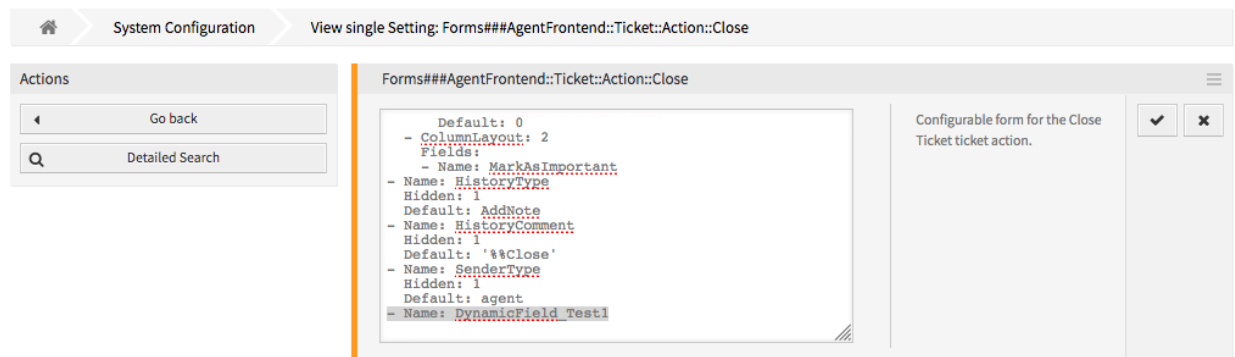 System Configuration
View single Setting: Forms###AgentFrontend::Ticket::Action::Close
Actions
Go back
Detailed Search
Forms###AgentFrontend::Ticket::Action::Close
Default: 0
- ColumnLayout: 2
Fields:
- Name: MarkAsImportant
- Name: HistoryType
Hidden: 1
Default: AddNote
- Name: HistoryComment
Hidden: 1
Default: '%%Close'
- Name: SenderType
Hidden: 1
Default: agent
- Name: DynamicField_Test1
Configurable form for the Close
Ticket ticket action.